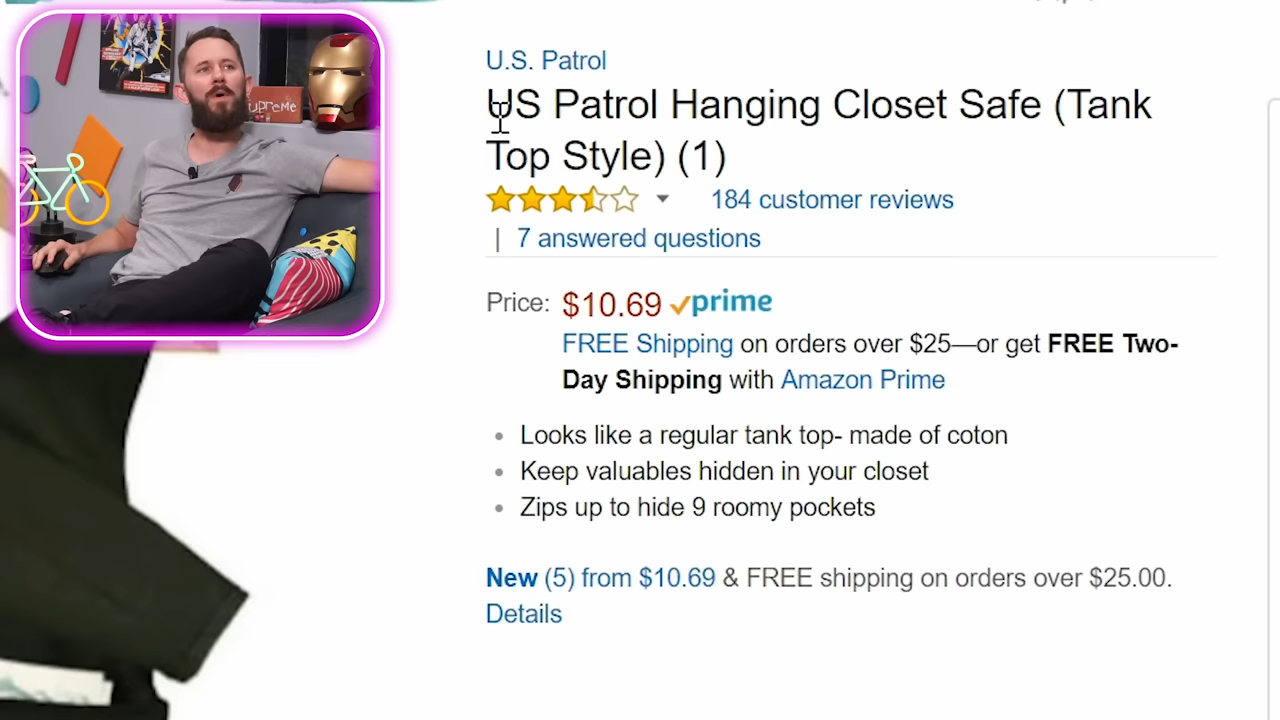 U.S. Patrol
US Patrol Hanging Closet Safe (Tank
Top Style) (1)
184 customer reviews
| 7 answered questions
Price: $10.69 prime
FREE Shipping on orders over $25—or get FREE Two-
Day Shipping with Amazon Prime
Looks like a regular tank top- made of coton
Keep valuables hidden in your closet
Zips up to hide 9 roomy pockets
New (5) from $10.69 & FREE shipping on orders over $25.00.
Details
upreme